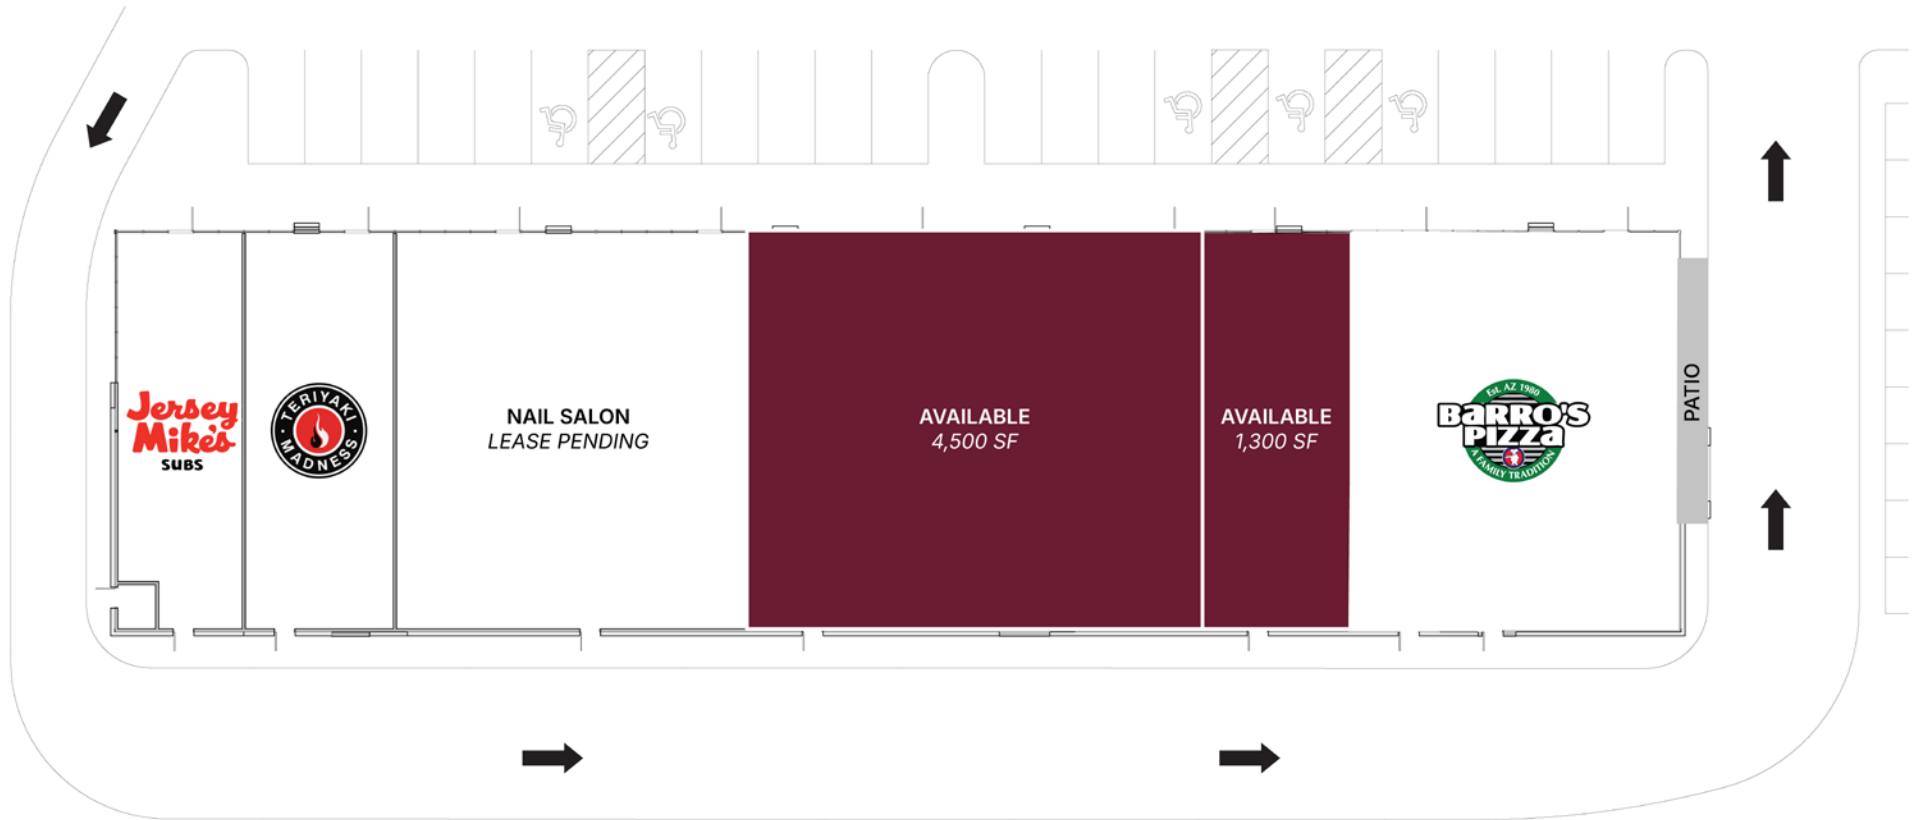 Jersey
Mike's
SUBS
TERIYAKI
MADNESS
NAIL SALON
LEASE PENDING
AVAILABLE
4,500 SF
AVAILABLE
1,300 SF
Est. AZ 1980
BARRO'S
PIZZa
A FAMILY TRADITION
PATIO